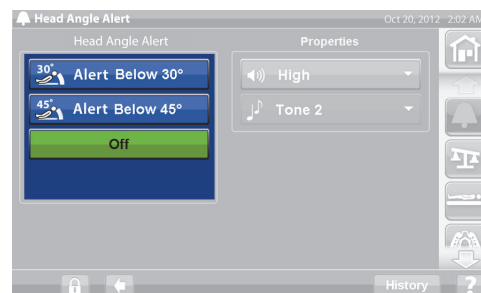 Head Angle Alert
Oct 20, 2012 2:02 AM
Head Angle Alert
Properties
30° Alert Below 30°
45° Alert Below 45°
Off
High
Tone 2
History
?